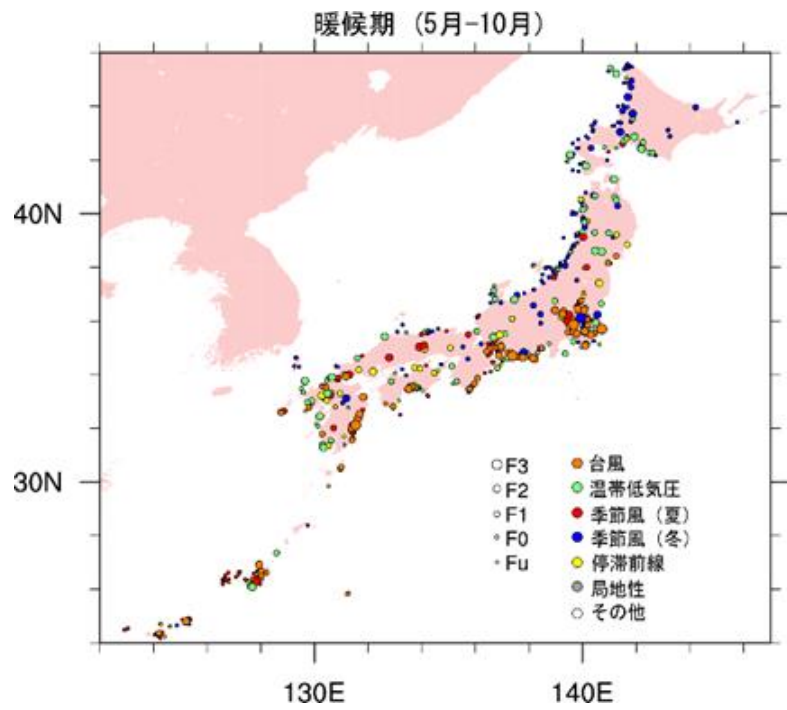 暖候期 (5月-10月)
40N
30N
F3
F2
F1
F0
Fu
台風
温帯低気圧
季節風 (夏)
季節風 (冬)
停滞前線
局地性
その他
130E
140E